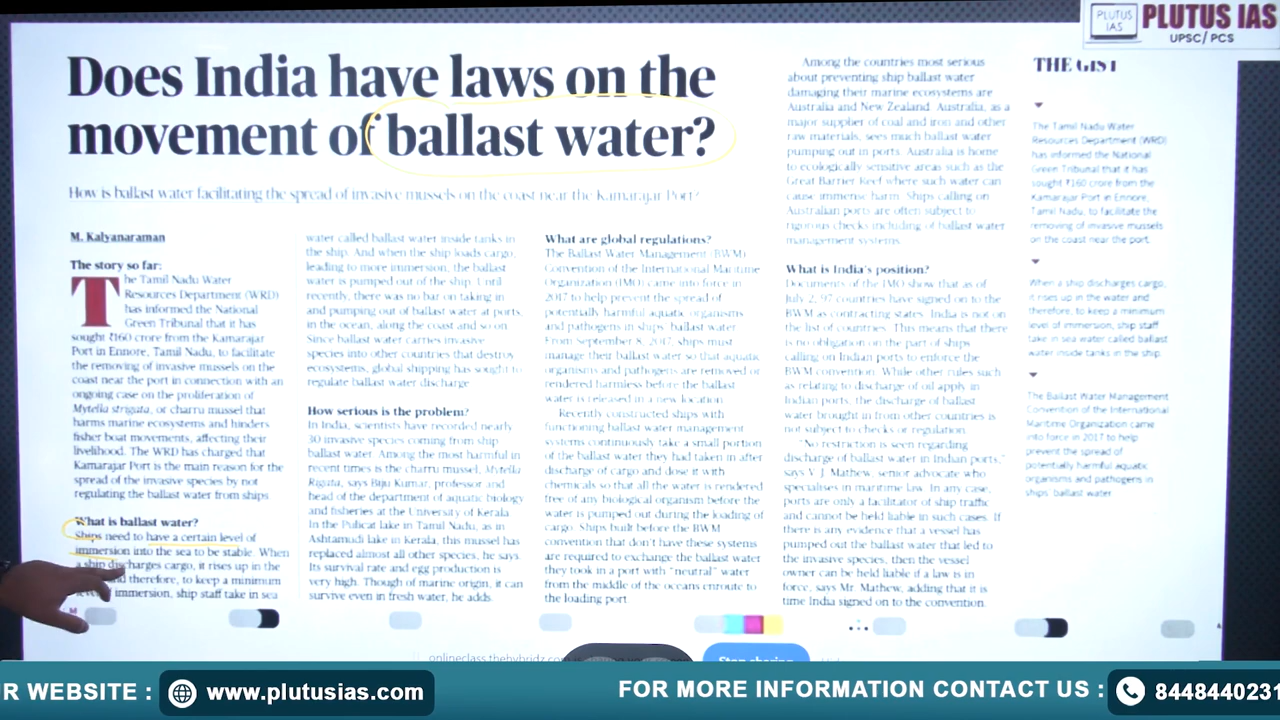 PLUTUS IAS
PLUTUS IAS
UPSC/ PCS
Does India have laws on the
movement of ballast water?
How is ballast water facilitating the spread of invasive mussels on the coast near the Kamarajar Port?
M. Kalyanaraman
The story so far:
The Tamil Nadu Water
Resources Department (WRD)
has informed the National
Green Tribunal that it has
sought ₹160 crore from the Kamarajar
Port in Ennore, Tamil Nadu, to facilitate
the removing of invasive mussels on the
coast near the port in connection with an
ongoing case on the proliferation of
Mytella strigata, or charru mussel that
harms marine ecosystems and hinders
fisher boat movements, affecting their
livelihood. The WRD has charged that
Kamarajar Port is the main reason for the
spread of the invasive species by not
regulating the ballast water from ships
What is ballast water?
Ships need to have a certain level of
immersion into the sea to be stable. When
a ship discharges cargo, it rises up in the
and therefore, to keep a minimum
immersion, ship staff take in sea
water called ballast water inside tanks in
the ship. And when the ship loads cargo,
leading to more immersion, the ballast
water is pumped out of the ship. Until
recently, there was no bar on taking in
and pumping out of ballast water at ports,
in the ocean, along the coast and so on
Since ballast water carries invasive
species into other countries that destroy
ecosystems, global shipping has sought to
regulate ballast water discharge
How serious is the problem?
In India, scientists have recorded nearly
30 invasive species coming from ship
ballast water. Among the most harmful in
recent times is the charru mussel, Mytella
Rigata, says Biju Kumar, professor and
head of the department of aquatic biology
and fisheries at the University of Kerala
In the Pulicat lake in Tamil Nadu, as in
Ashtamudi lake in Kerala, this mussel has
replaced almost all other species, he says
Its survival rate and egg production is
very high. Though of marine origin, it can
survive even in fresh water, he adds.
What are global regulations?
The Ballast Water Management (BWM)
Convention of the International Maritime
Organization (IMO) came into force in
2017 to help prevent the spread of
potentially harmful aquatic organisms
and pathogens in ships' ballast water
From September 8, 2017, ships must
manage their ballast water so that aquatic
organisms and pathogens are removed or
rendered harmless before the ballast
water is released in a new location
Recently constructed ships with
functioning ballast water management
systems continuously take a small portion
of the ballast water they had taken in after
discharge of cargo and dose it with
chemicals so that all the water is rendered
free of any biological organism before the
water is pumped out during the loading of
cargo. Ships built before the BWM
convention that don't have these systems
are required to exchange the ballast water
they took in a port with "neutral" water
from the middle of the oceans enroute to
the loading port
Among the countries most serious
about preventing ship ballast water
damaging their marine ecosystems are
Australia and New Zealand. Australia, as a
major supplier of coal and iron and other
raw materials, sees much ballast water
pumping out in ports. Australia is home
to ecologically sensitive areas such as the
Great Barrier Reef where such water can
cause immense harm. Ships calling on
Australian ports are often subject to
rigorous checks including of ballast water
management systems
What is India's position?
Documents of the IMO show that as of
July 2, 97 countries have signed on to the
BWM as contracting states. India is not on
the list of countries. This means that there
is no obligation on the part of ships
calling on Indian ports to enforce the
BWM convention. While other rules such
as relating to discharge of oil apply in
Indian ports, the discharge of ballast
water brought in from other countries is
not subject to checks or regulation
"No restriction is seen regarding
discharge of ballast water in Indian ports,"
says V. J. Mathew, senior advocate who
specialises in maritime law. In any case,
ports are only a facilitator of ship traffic
and cannot be held liable in such cases. If
there is any evidence that a vessel has
pumped out the ballast water that led to
the invasive species, then the vessel
owner can be held liable if a law is in
force, says Mr. Mathew, adding that it is
time India signed on to the convention.
THE GIST
The Tamil Nadu Water
Resources Department (WRD)
has informed the National
Green Tribunal that it has
sought ₹160 crore from the
Kamarajar Port in Ennore,
Tamil Nadu, to facilitate the
removing of invasive mussels
on the coast near the port.
When a ship discharges cargo,
it rises up in the water and
therefore, to keep a minimum
level of immersion, ship staff
take in sea water called ballast
water inside tanks in the ship.
The Ballast Water Management
Convention of the International
Maritime Organization came
into force in 2017 to help
prevent the spread of
potentially harmful aquatic
organisms and pathogens in
ships' ballast water
onlineclass.thehybridz.com
Stop sharing
UR WEBSITE : www.plutusias.com
FOR MORE INFORMATION CONTACT US : 8448440231